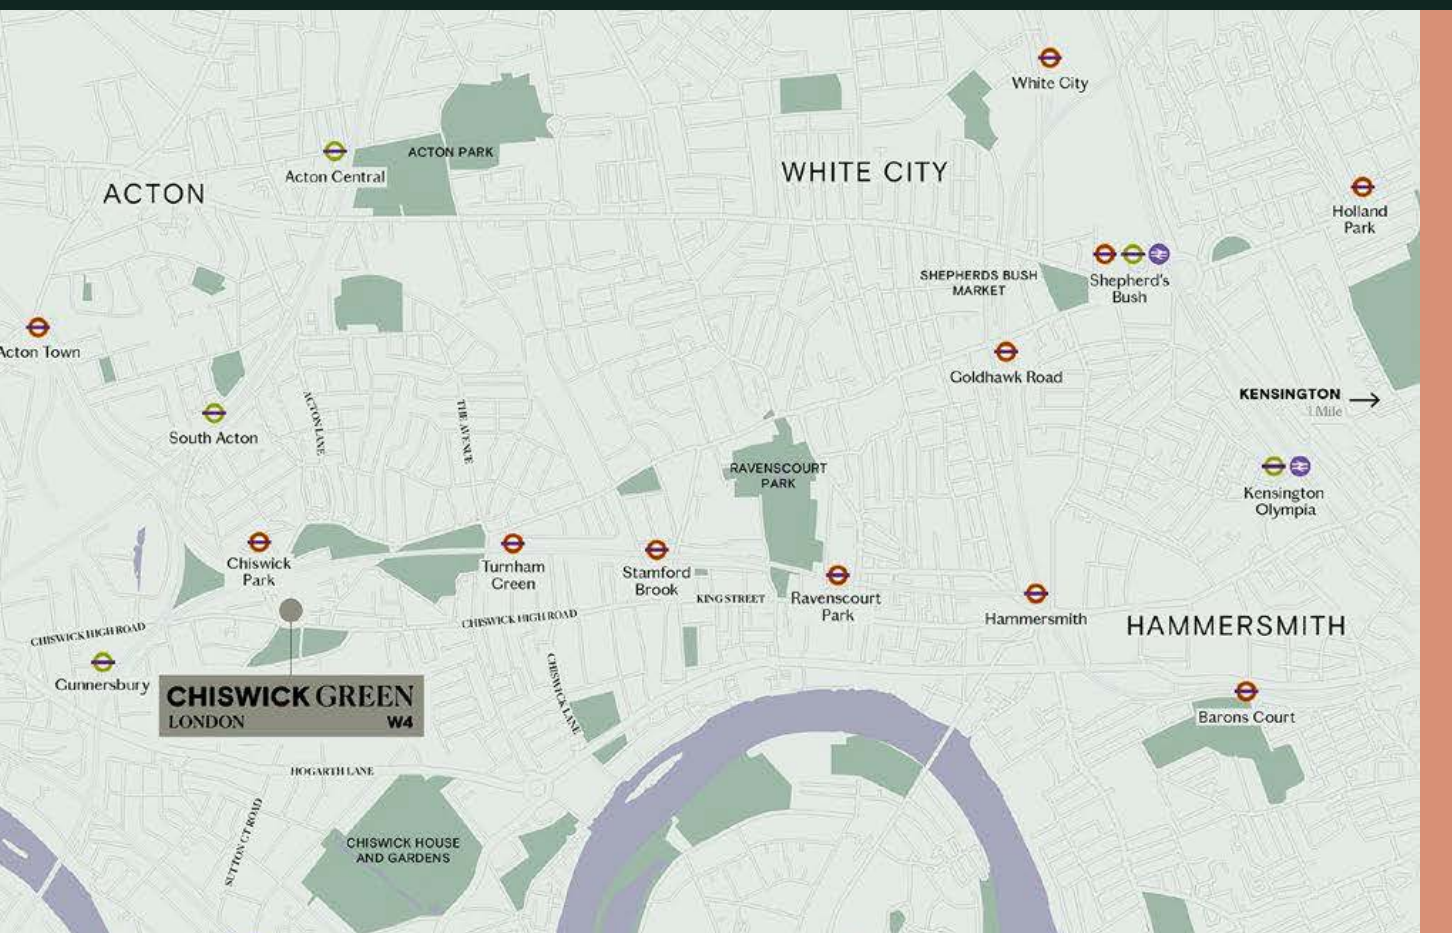 White City
ACTON PARK
Acton Central
WHITE CITY
ACTON
Holland
Park
SHEPHERDS BUSH
MARKET
Shepherd's
Bush
Acton Town
Goldhawk Road
KENSINGTON
1 Mile
ACTON LANE
THE AVENUE
South Acton
RAVENSCOURT
PARK
Kensington
Olympia
Chiswick
Park
Turnham
Green
Stamford
Brook
KING STREET
Ravenscourt
Park
Hammersmith
HAMMERSMITH
CHISWICK HIGH ROAD
CHISWICK HIGH ROAD
Gunnersbury
CHISWICK GREEN
LONDON W4
CHISWICK LANE
Barons Court
HOGARTH LANE
SUTTON CT ROAD
CHISWICK HOUSE
AND GARDENS